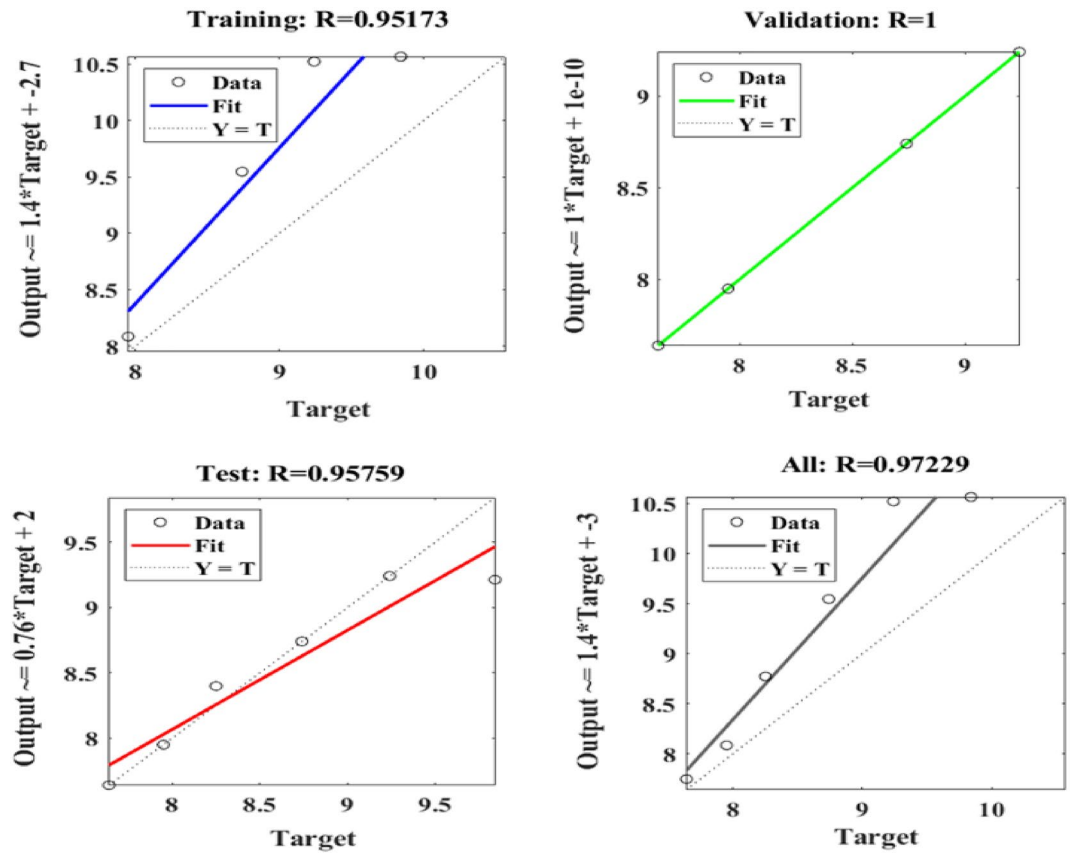 Training: R=0.95173
Output ~= 1.4*Target + -2.7
10.5
10
9.5
9
8.5
8
Data
Fit
Y = T
8
9
10
Target
Validation: R=1
Output ~= 1*Target + 1e-10
9
8.5
8
Data
Fit
Y = T
8
8.5
9
Target
Test: R=0.95759
Output ~= 0.76*Target + 2
9.5
9
8.5
8
Data
Fit
Y = T
8
8.5
9
9.5
Target
All: R=0.97229
Output ~= 1.4*Target + -3
10.5
10
9.5
9
8.5
8
Data
Fit
Y = T
8
9
10
Target